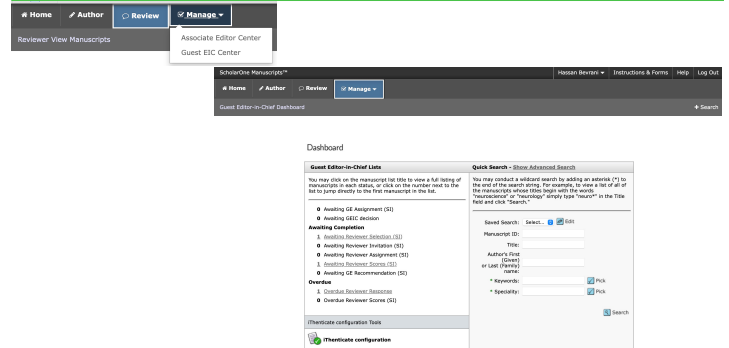 Home Author Review Manage
Reviewer View Manuscripts
Associate Editor Center
Guest EIC Center
ScholarOne Manuscripts™ Hassan Bevrani Instructions & Forms Help Log Out
Home Author Review Manage
Guest Editor-in-Chief Dashboard + Search
Dashboard
Guest Editor-in-Chief Lists
You may click on the manuscript list title to view a full listing of
manuscripts in each status, or click on the number next to the
list to jump directly to the first manuscript in the list.
0 Awaiting GE Assignment (SI)
0 Awaiting GEIC decision
Awaiting Completion
1 Awaiting Reviewer Selection (SI)
0 Awaiting Reviewer Invitation (SI)
0 Awaiting Reviewer Assignment (SI)
1 Awaiting Reviewer Scores (SI)
0 Awaiting GE Recommendation (SI)
Overdue
1 Overdue Reviewer Response
0 Overdue Reviewer Scores (SI)
iThenticate configuration Tools
iThenticate configuration
Quick Search - Show Advanced Search
You may conduct a wildcard search by adding an asterisk (*) to
the end of the search string. For example, to view a list of all of
the manuscripts whose titles begin with the words
"neuroscience" or "neurology" simply type "neuro*" in the Title
field and click "Search."
Saved Search: Select... Edit
Manuscript ID:
Title:
Author's First
(Given)
or Last (Family)
name:
* Keywords: Pick
* Speciality: Pick
Search